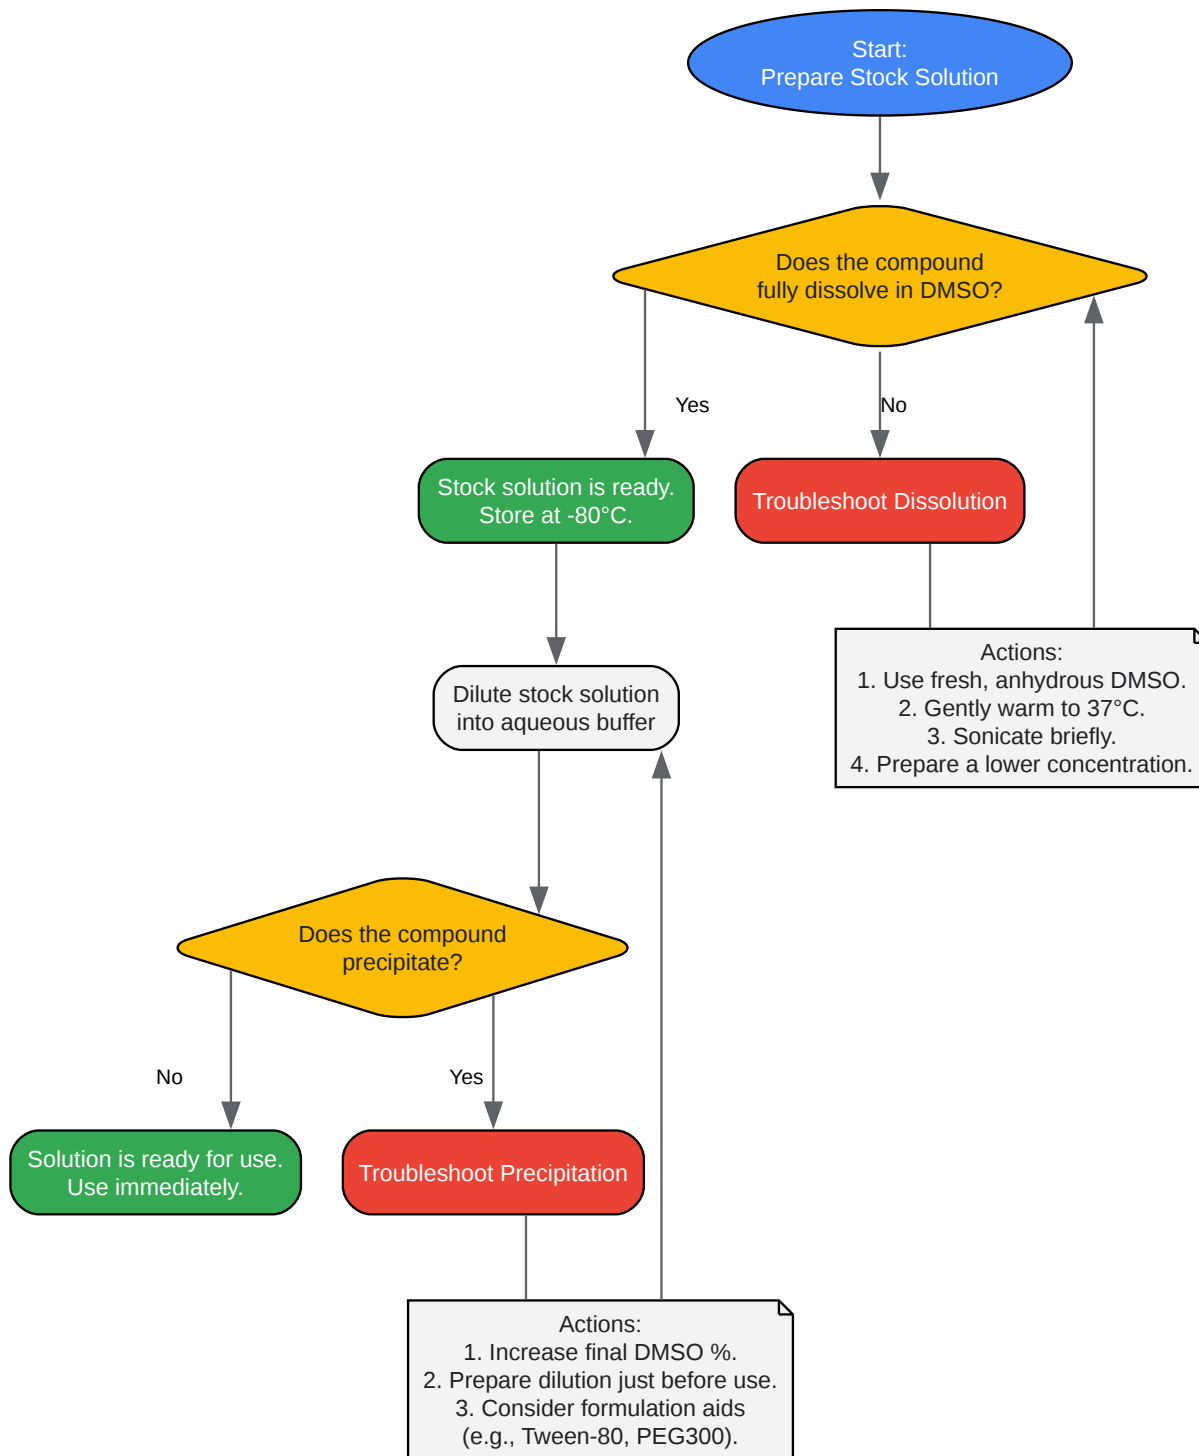 Start:
Prepare Stock Solution
Does the compound
fully dissolve in DMSO?
Yes
No
Stock solution is ready.
Store at -80°C.
Troubleshoot Dissolution
Actions:
1. Use fresh, anhydrous DMSO.
2. Gently warm to 37°C.
3. Sonicate briefly.
4. Prepare a lower concentration.
Dilute stock solution
into aqueous buffer
Does the compound
precipitate?
No
Yes
Solution is ready for use.
Use immediately.
Troubleshoot Precipitation
Actions:
1. Increase final DMSO %.
2. Prepare dilution just before use.
3. Consider formulation aids
(e.g., Tween-80, PEG300).